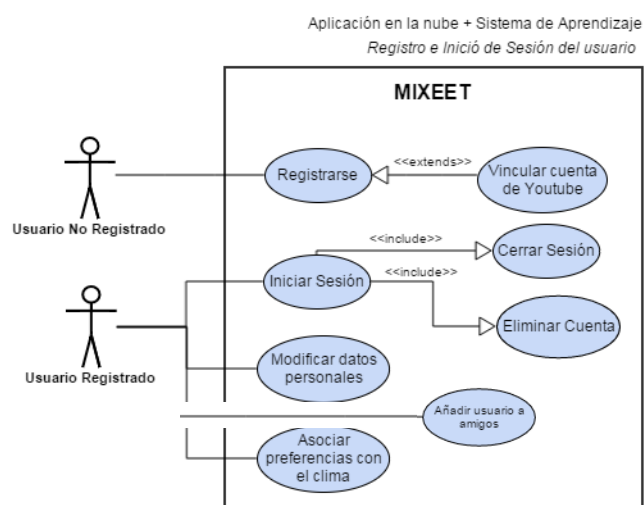 Aplicación en la nube + Sistema de Aprendizaje
Registro e Inició de Sesión del usuario
MIXEET
Registrarse
<<extends>>
Vincular cuenta
de Youtube
Usuario No Registrado
<<include>>
Cerrar Sesión
Iniciar Sesión
<<include>>
Eliminar Cuenta
Usuario Registrado
Modificar datos
personales
Añadir usuario a
amigos
Asociar
preferencias con
el clima